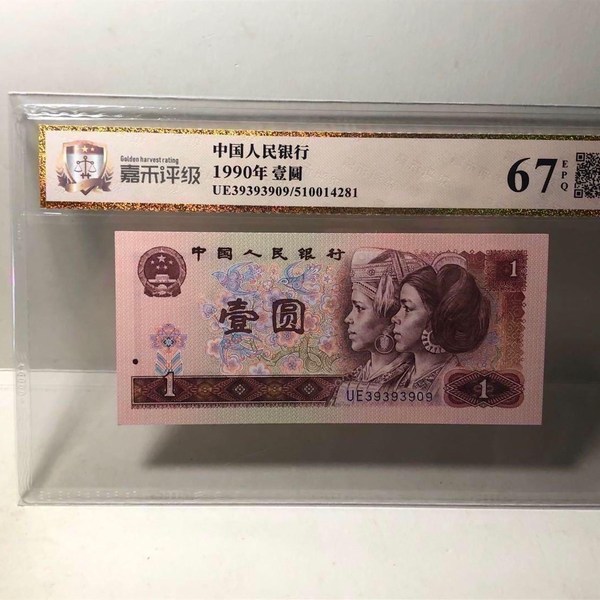 Golden harvest rating
嘉禾评级
中国人民银行
1990年 壹圆
UE39393909/510014281
67
EPQ
中国人民银行
1
壹圆
1
UE39393909
1